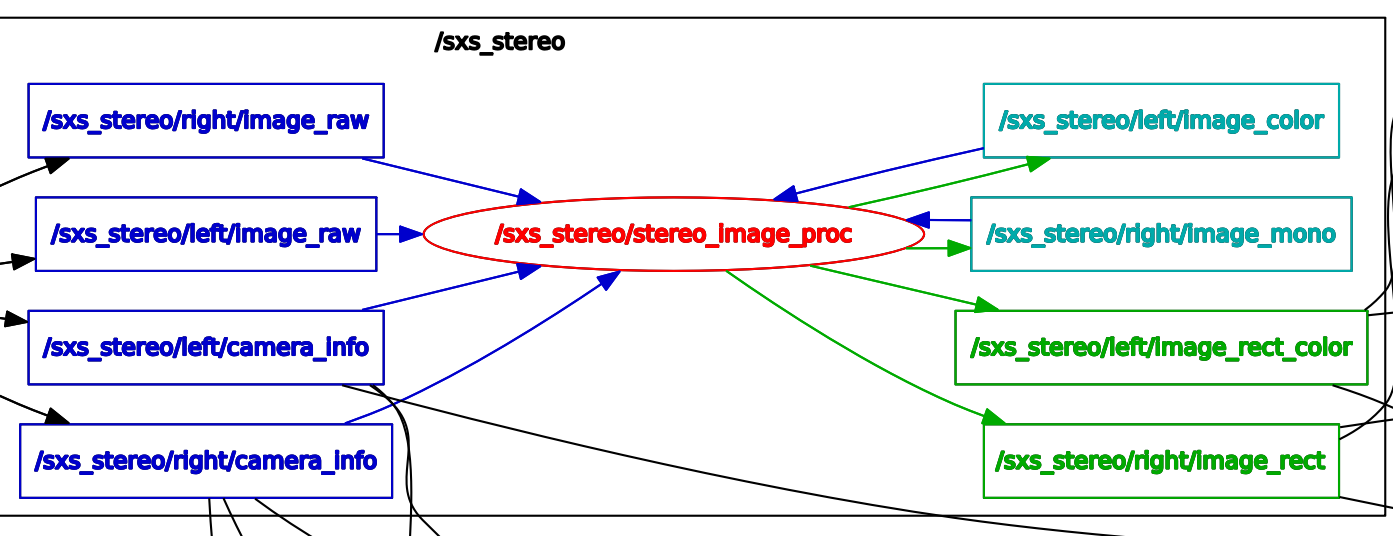 /sxs_stereo
/sxs_stereo/right/image_raw
/sxs_stereo/left/image_color
/sxs_stereo/left/image_raw
/sxs_stereo/stereo_image_proc
/sxs_stereo/right/image_mono
/sxs_stereo/left/camera_info
/sxs_stereo/left/image_rect_color
/sxs_stereo/right/camera_info
/sxs_stereo/right/image_rect